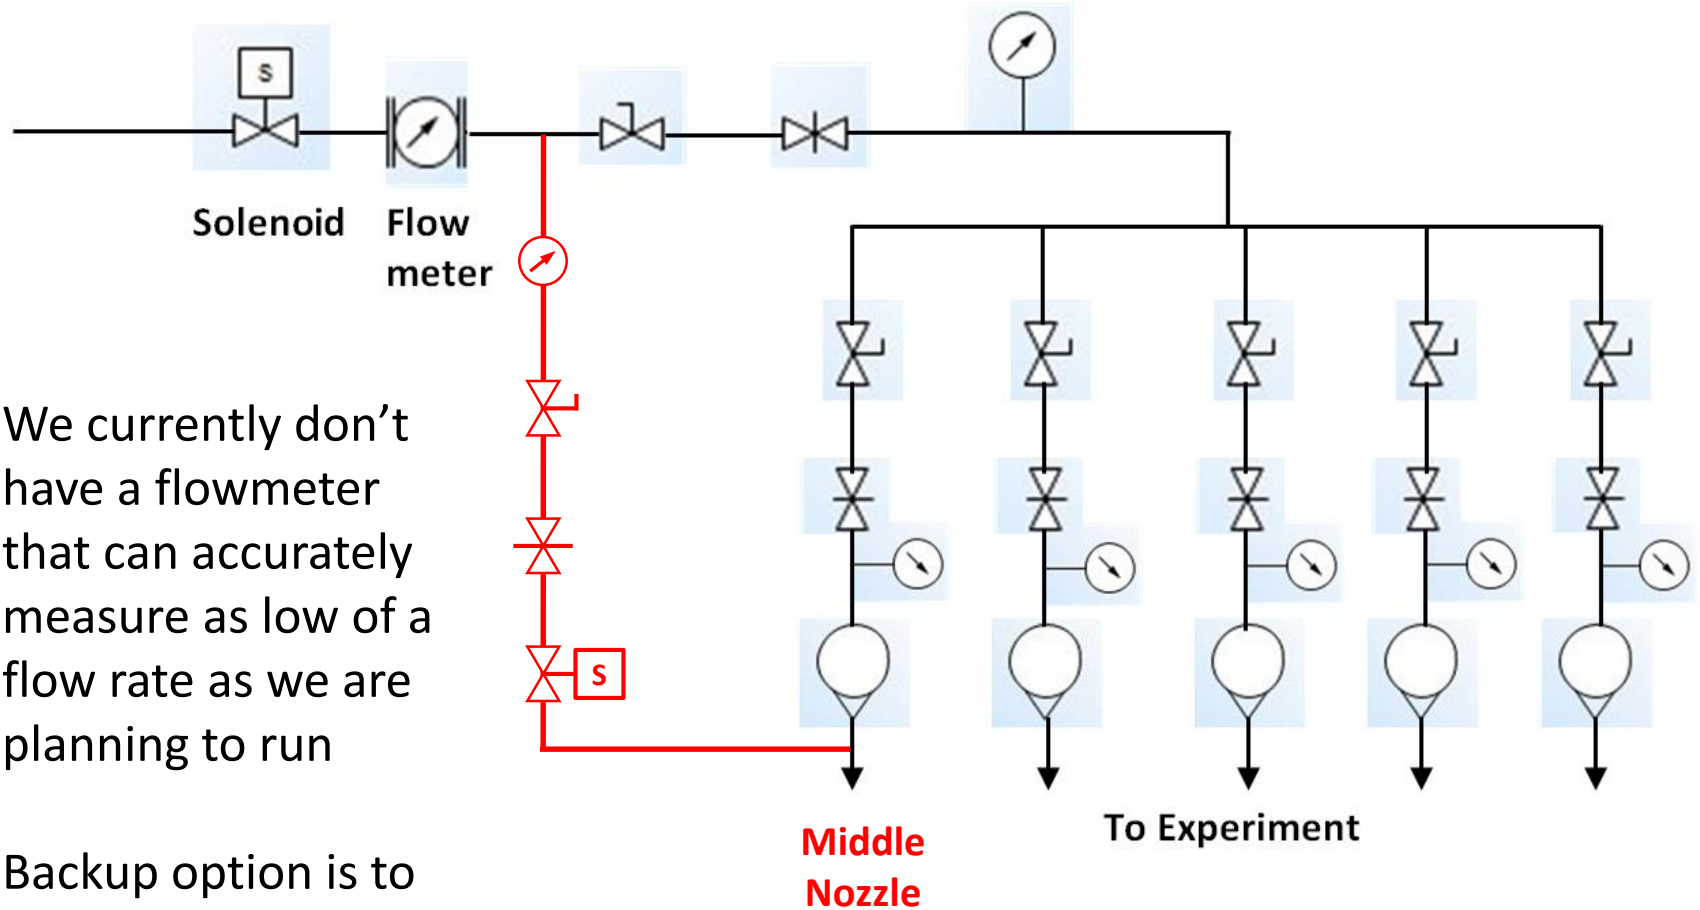 S
Solenoid
Flow
meter
We currently don’t
have a flowmeter
that can accurately
measure as low of a
flow rate as we are
planning to run
Backup option is to
S
Middle
Nozzle
To Experiment